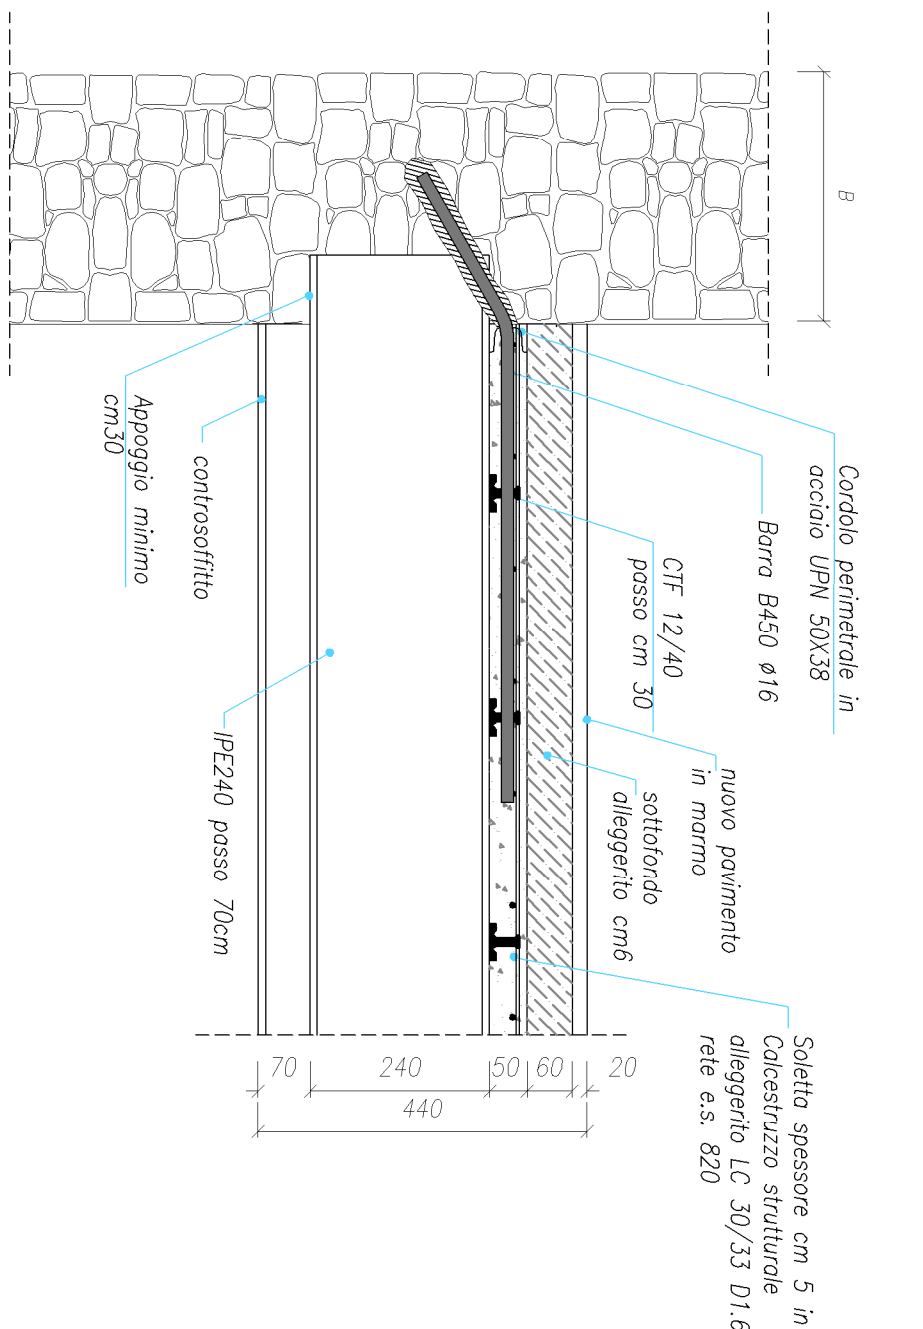 B
Cordolo perimetrale in
acciaio UPN 50X38
Barra B450 ø16
CTF 12/40
passo cm 30
nuovo pavimento
in marmo
sottofondo
alleggerito cm6
Soletta spessore cm 5 in
Calcestruzzo strutturale
alleggerito LC 30/33 D1.6
rete e.s. 820
Appoggio minimo
cm30
controsoffitto
IPE240 passo 70cm
20
60
50
240
70
440